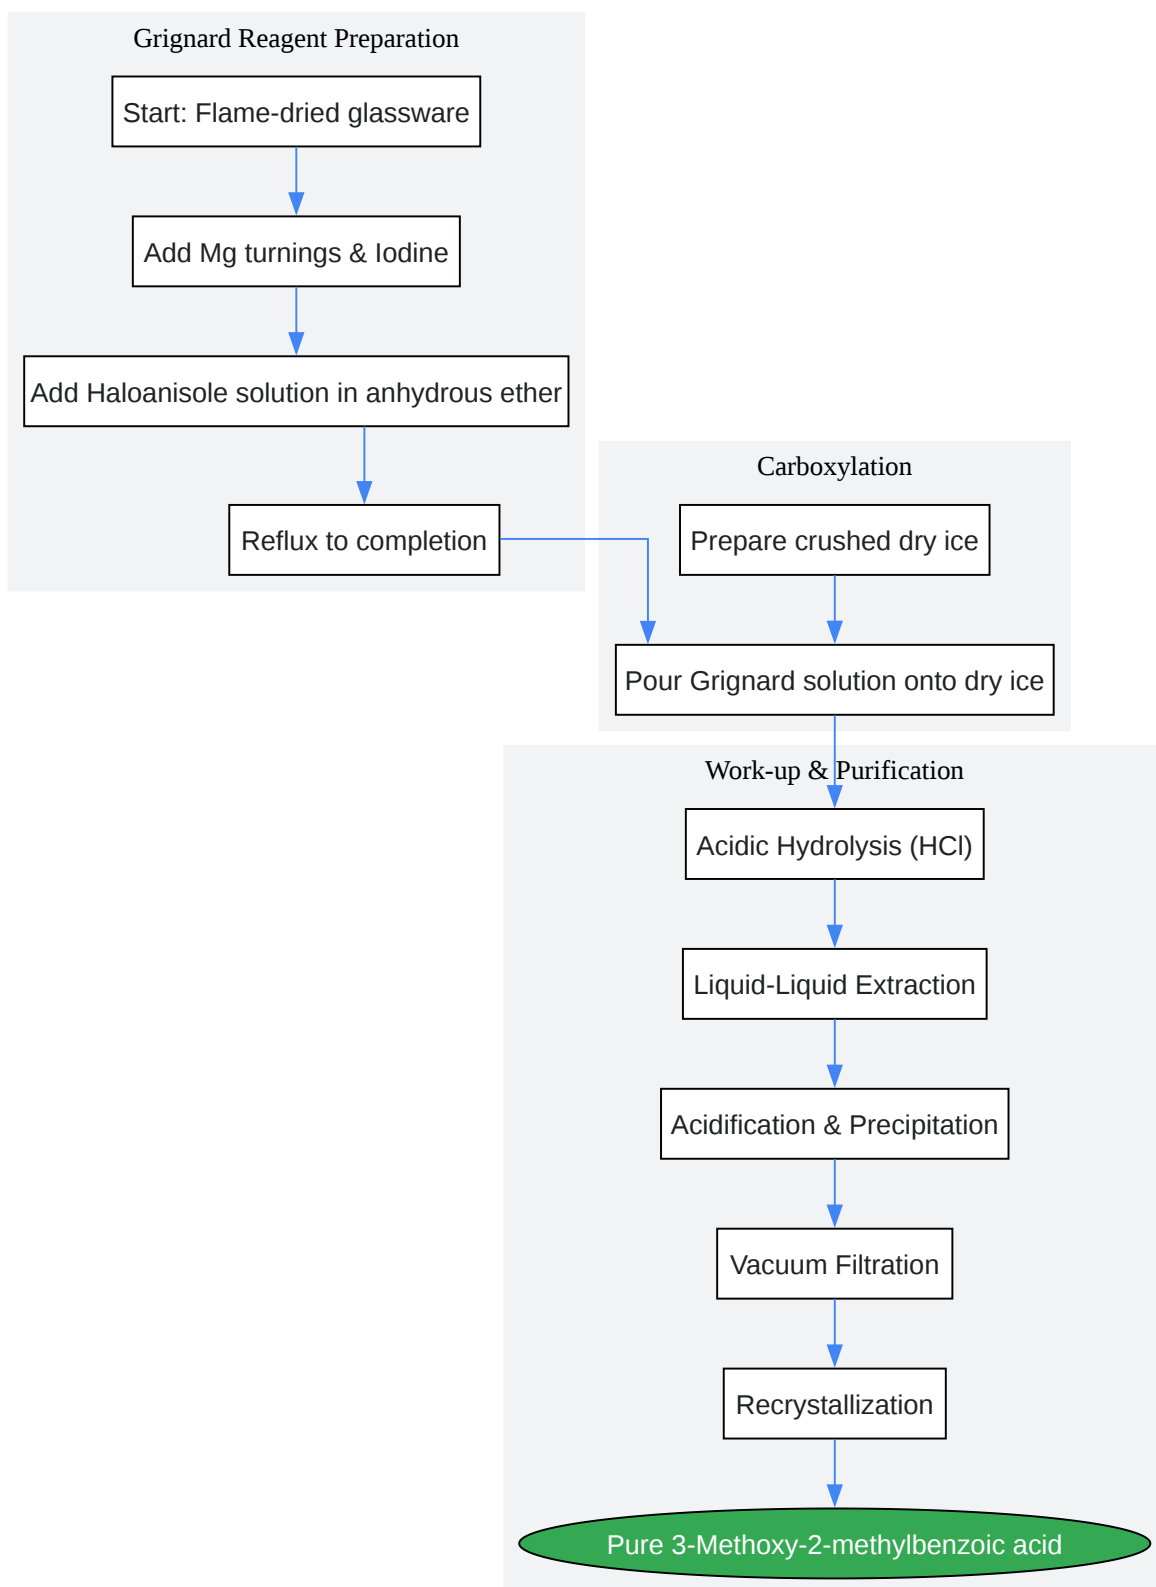 Grignard Reagent Preparation
Start: Flame-dried glassware
Add Mg turnings & Iodine
Add Haloanisole solution in anhydrous ether
Reflux to completion
Carboxylation
Prepare crushed dry ice
Pour Grignard solution onto dry ice
Work-up & Purification
Acidic Hydrolysis (HCl)
Liquid-Liquid Extraction
Acidification & Precipitation
Vacuum Filtration
Recrystallization
Pure 3-Methoxy-2-methylbenzoic acid